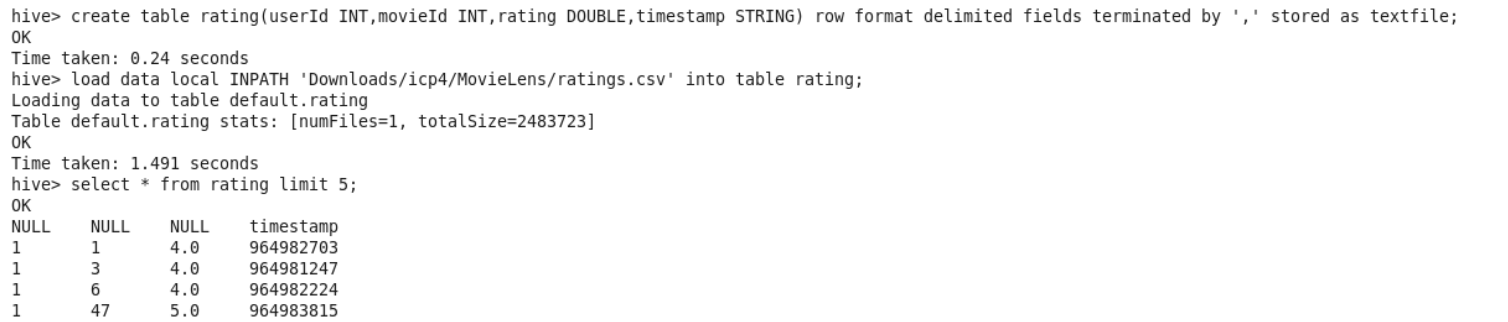 hive> create table rating(userId INT,movieId INT,rating DOUBLE,timestamp STRING) row format delimited fields terminated by ',' stored as textfile;
OK
Time taken: 0.24 seconds
hive> load data local INPATH 'Downloads/icp4/MovieLens/ratings.csv' into table rating;
Loading data to table default.rating
Table default.rating stats: [numFiles=1, totalSize=2483723]
OK
Time taken: 1.491 seconds
hive> select * from rating limit 5;
OK
NULL    NULL    NULL    timestamp
1       1       4.0     964982703
1       3       4.0     964981247
1       6       4.0     964982224
1       47      5.0     964983815